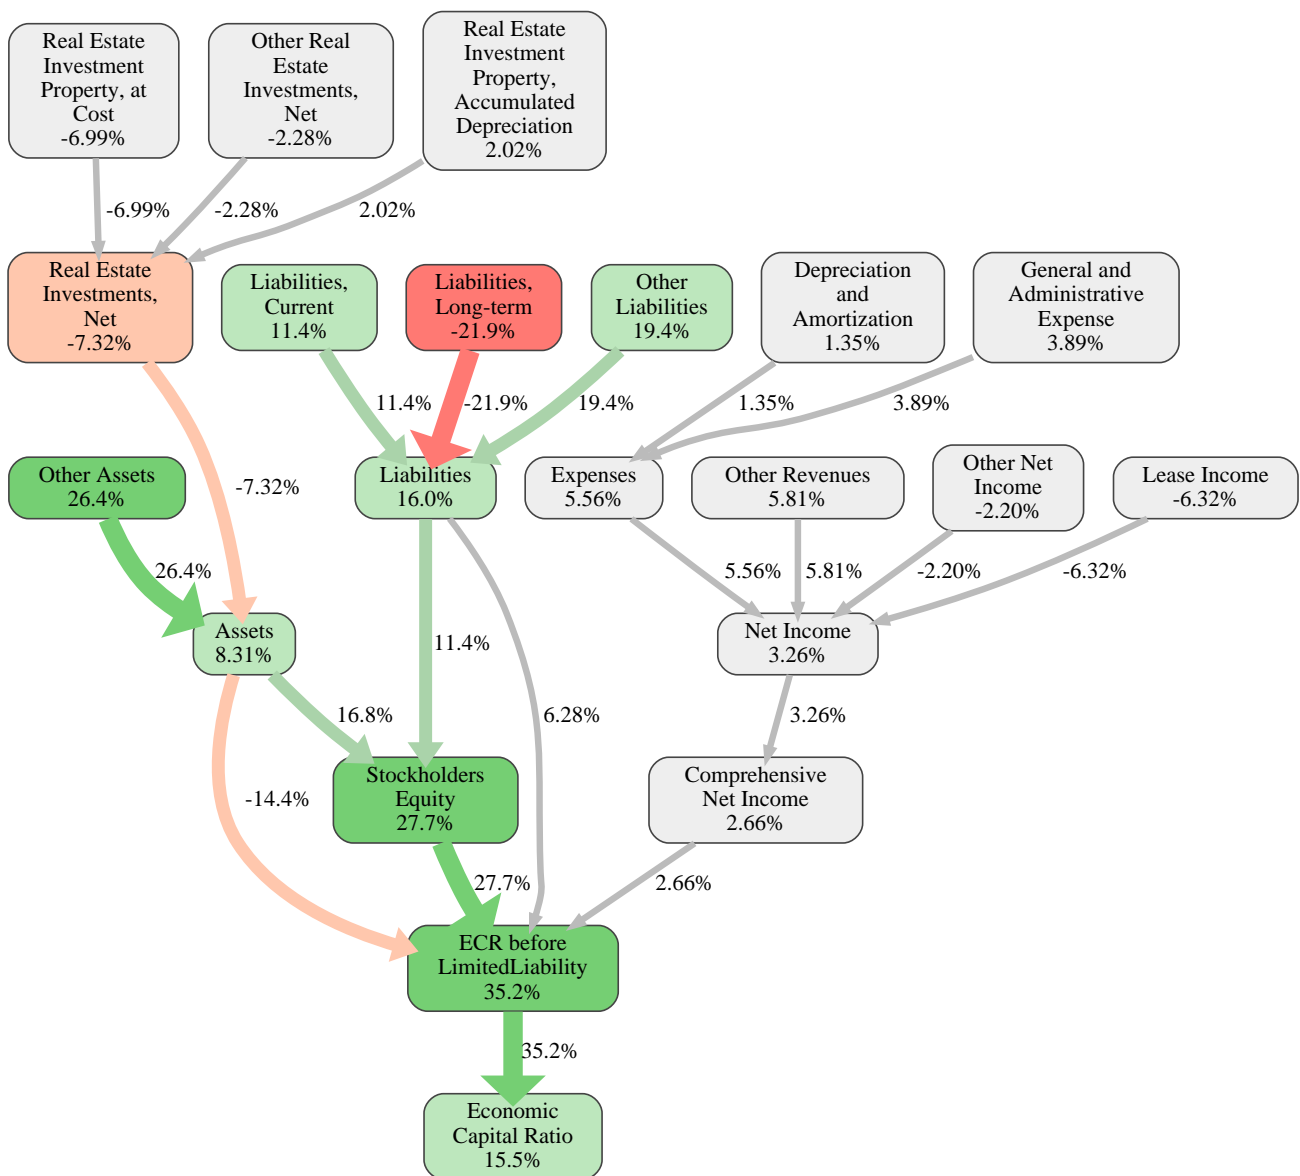 Real Estate
Investment
Property, at
Cost
-6.99%
Other Real
Estate
Investments,
Net
-2.28%
Real Estate
Investment
Property,
Accumulated
Depreciation
2.02%
-6.99%
-2.28%
2.02%
Real Estate
Investments,
Net
-7.32%
Liabilities,
Current
11.4%
Liabilities,
Long-term
-21.9%
Other
Liabilities
19.4%
Depreciation
and
Amortization
1.35%
General and
Administrative
Expense
3.89%
11.4%
-21.9%
19.4%
1.35%
3.89%
Other Assets
26.4%
-7.32%
Liabilities
16.0%
Expenses
5.56%
Other Revenues
5.81%
Other Net
Income
-2.20%
Lease Income
-6.32%
26.4%
5.56%
5.81%
-2.20%
-6.32%
Assets
8.31%
11.4%
Net Income
3.26%
16.8%
6.28%
3.26%
-14.4%
Stockholders
Equity
27.7%
Comprehensive
Net Income
2.66%
27.7%
2.66%
ECR before
LimitedLiability
35.2%
35.2%
Economic
Capital Ratio
15.5%